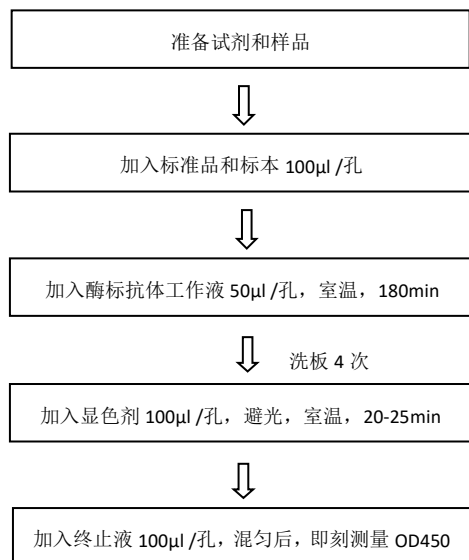 准备试剂和样品
加入标准品和标本 100μl /孔
加入酶标抗体工作液 50μl /孔，室温，180min
洗板 4 次
加入显色剂 100μl /孔，避光，室温，20-25min
加入终止液 100μl /孔，混匀后，即刻测量 OD450